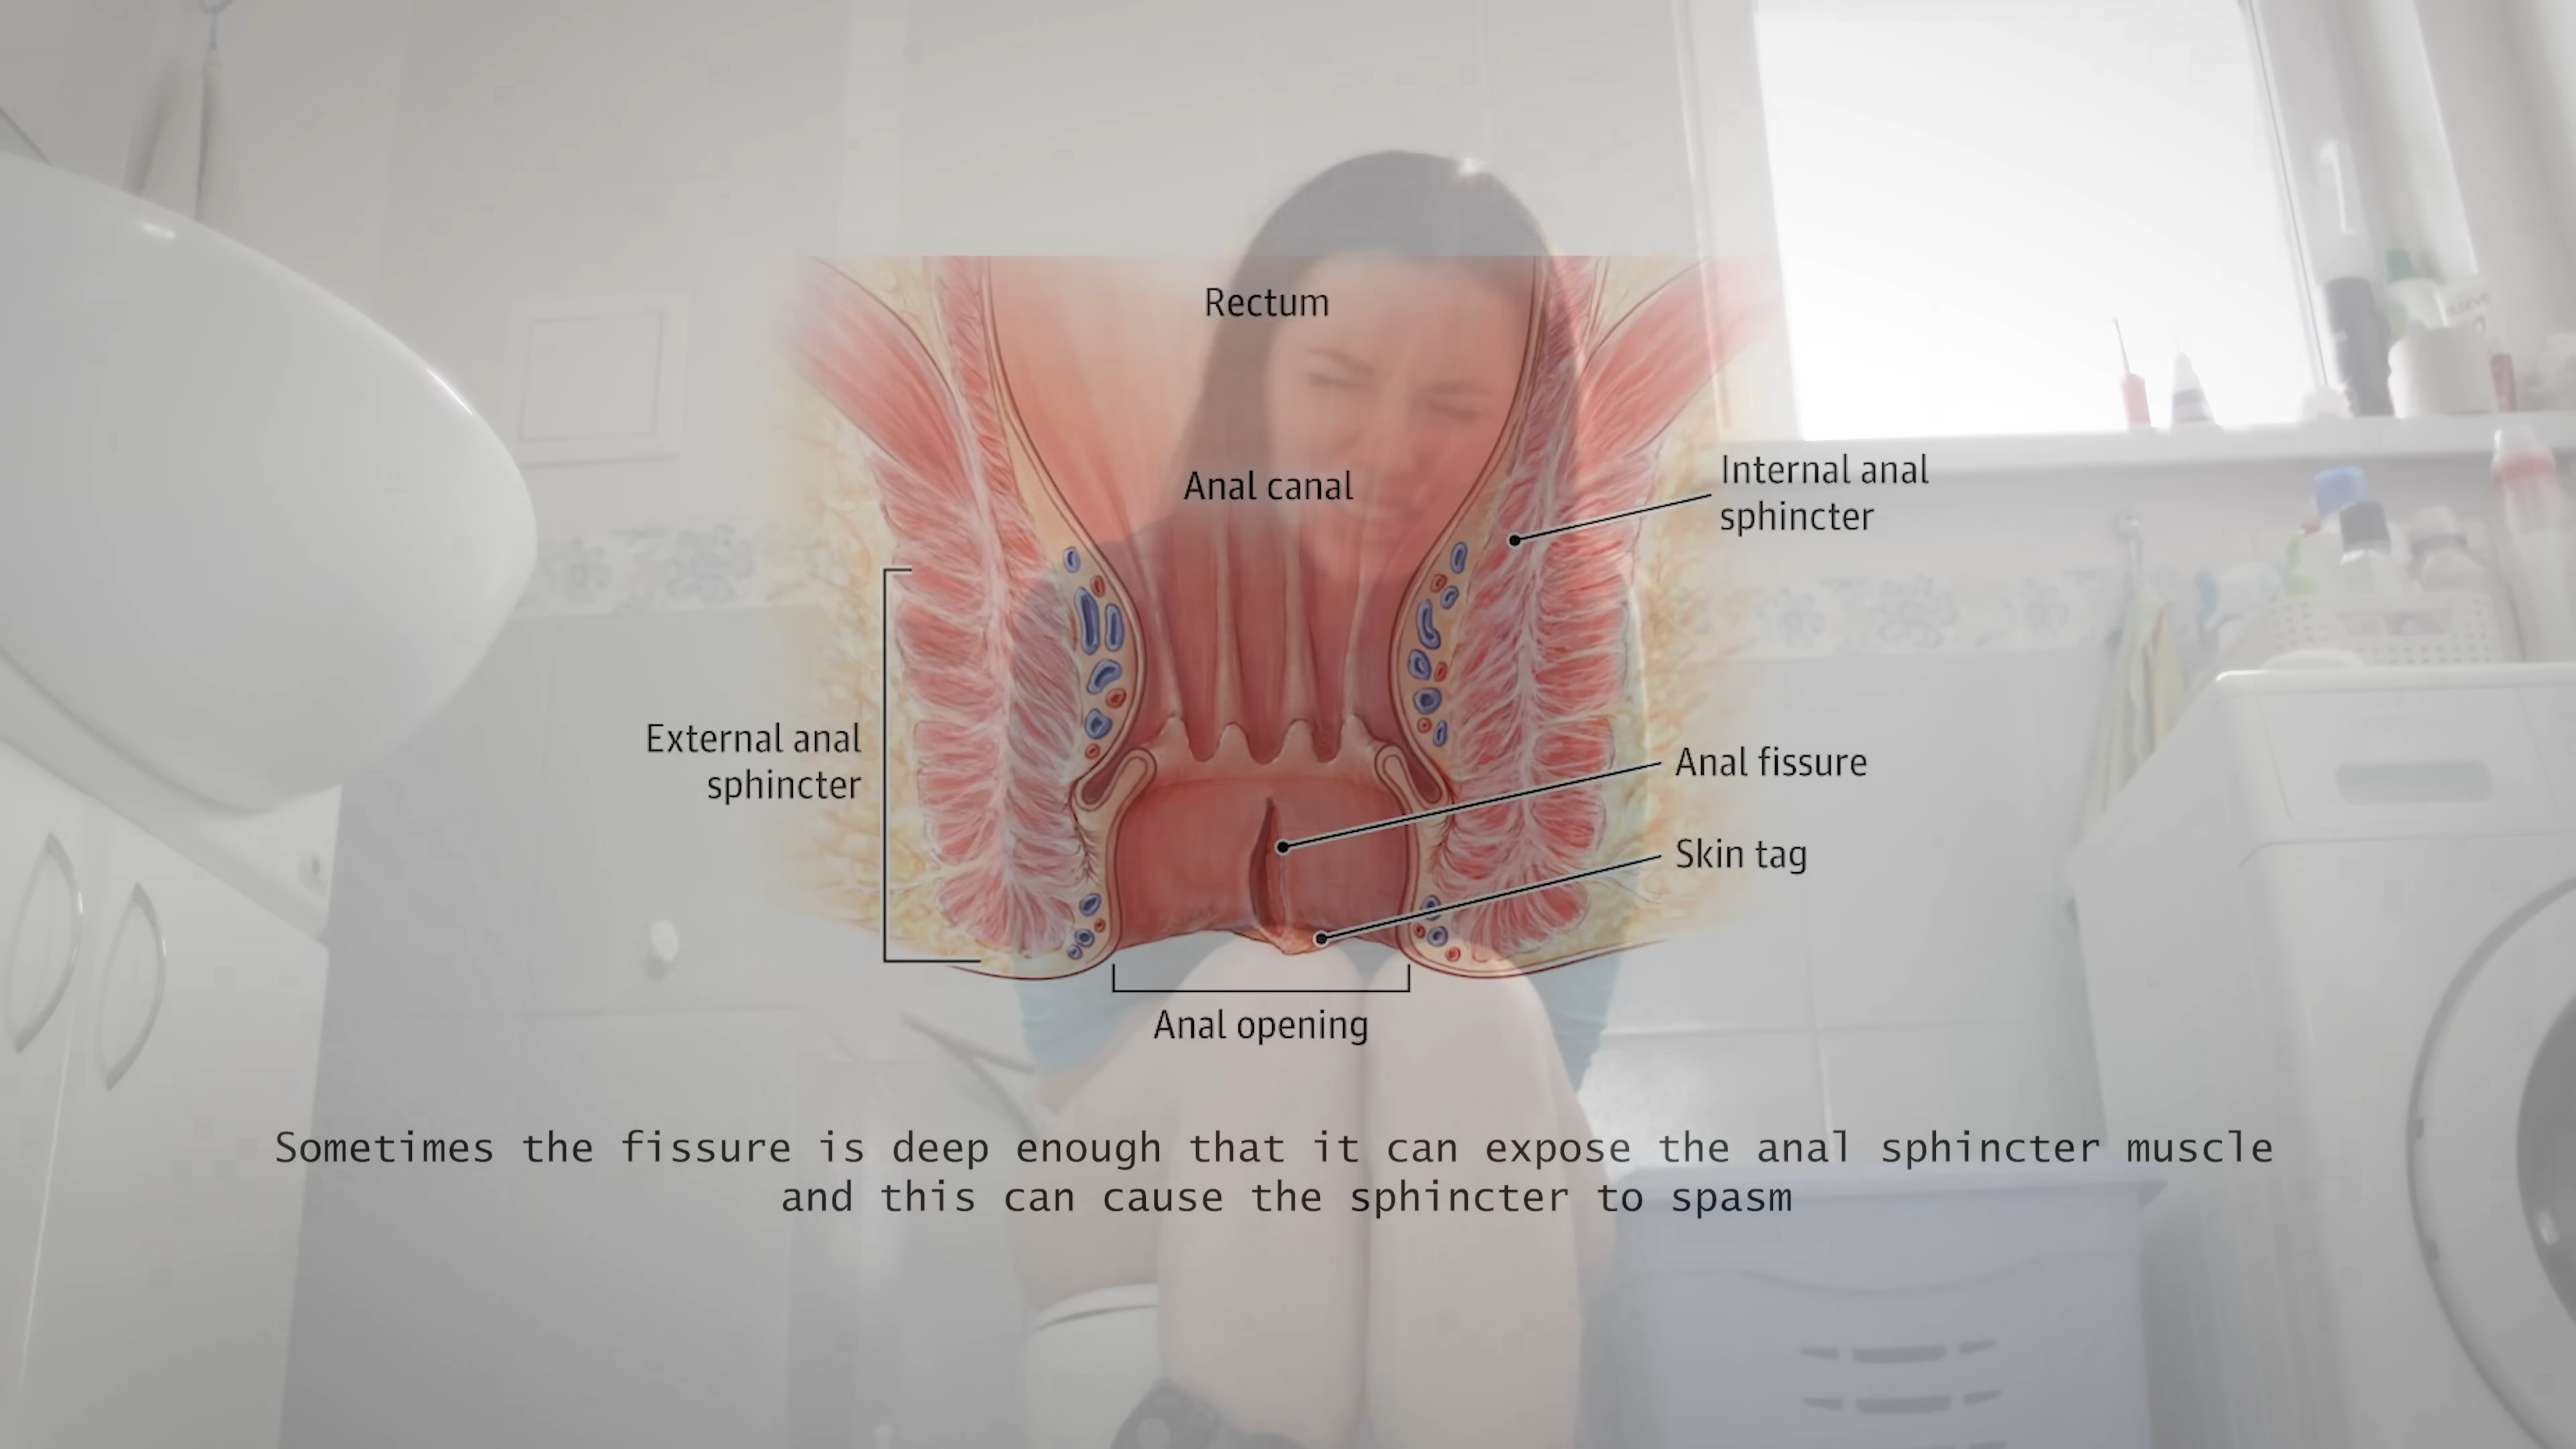 Rectum
Anal canal
Internal anal
sphincter
External anal
sphincter
Anal fissure
Skin tag
Anal opening
Sometimes the fissure is deep enough that it can expose the anal sphincter muscle
and this can cause the sphincter to spasm